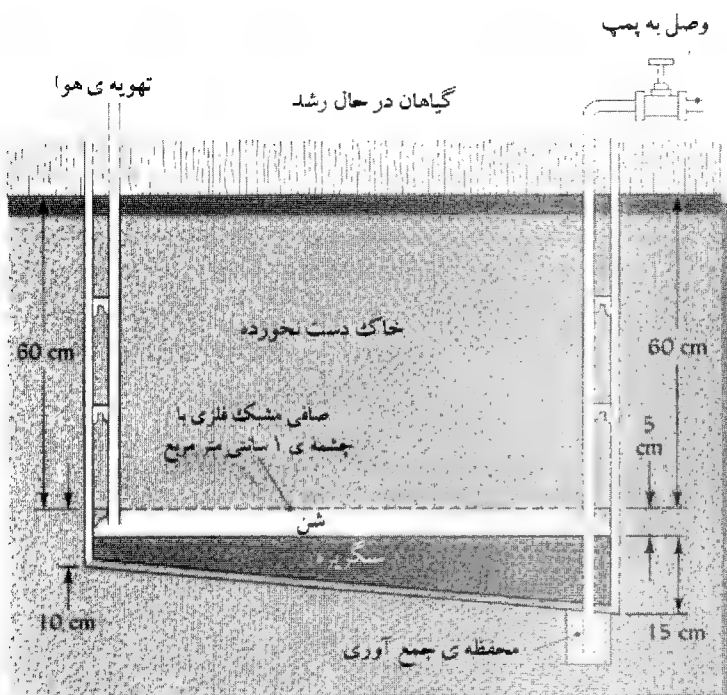 وصل به پمپ
تهویه ی هوا
گیاهان در حال رشد
خاک دست نخورده
60 cm
60 cm
صافی مشبک فلزی با
چشمه ی ۱ سانتی متر مربع
5
cm
شن
سنگریزه
10 cm
15 cm
محفظه ی جمع آوری